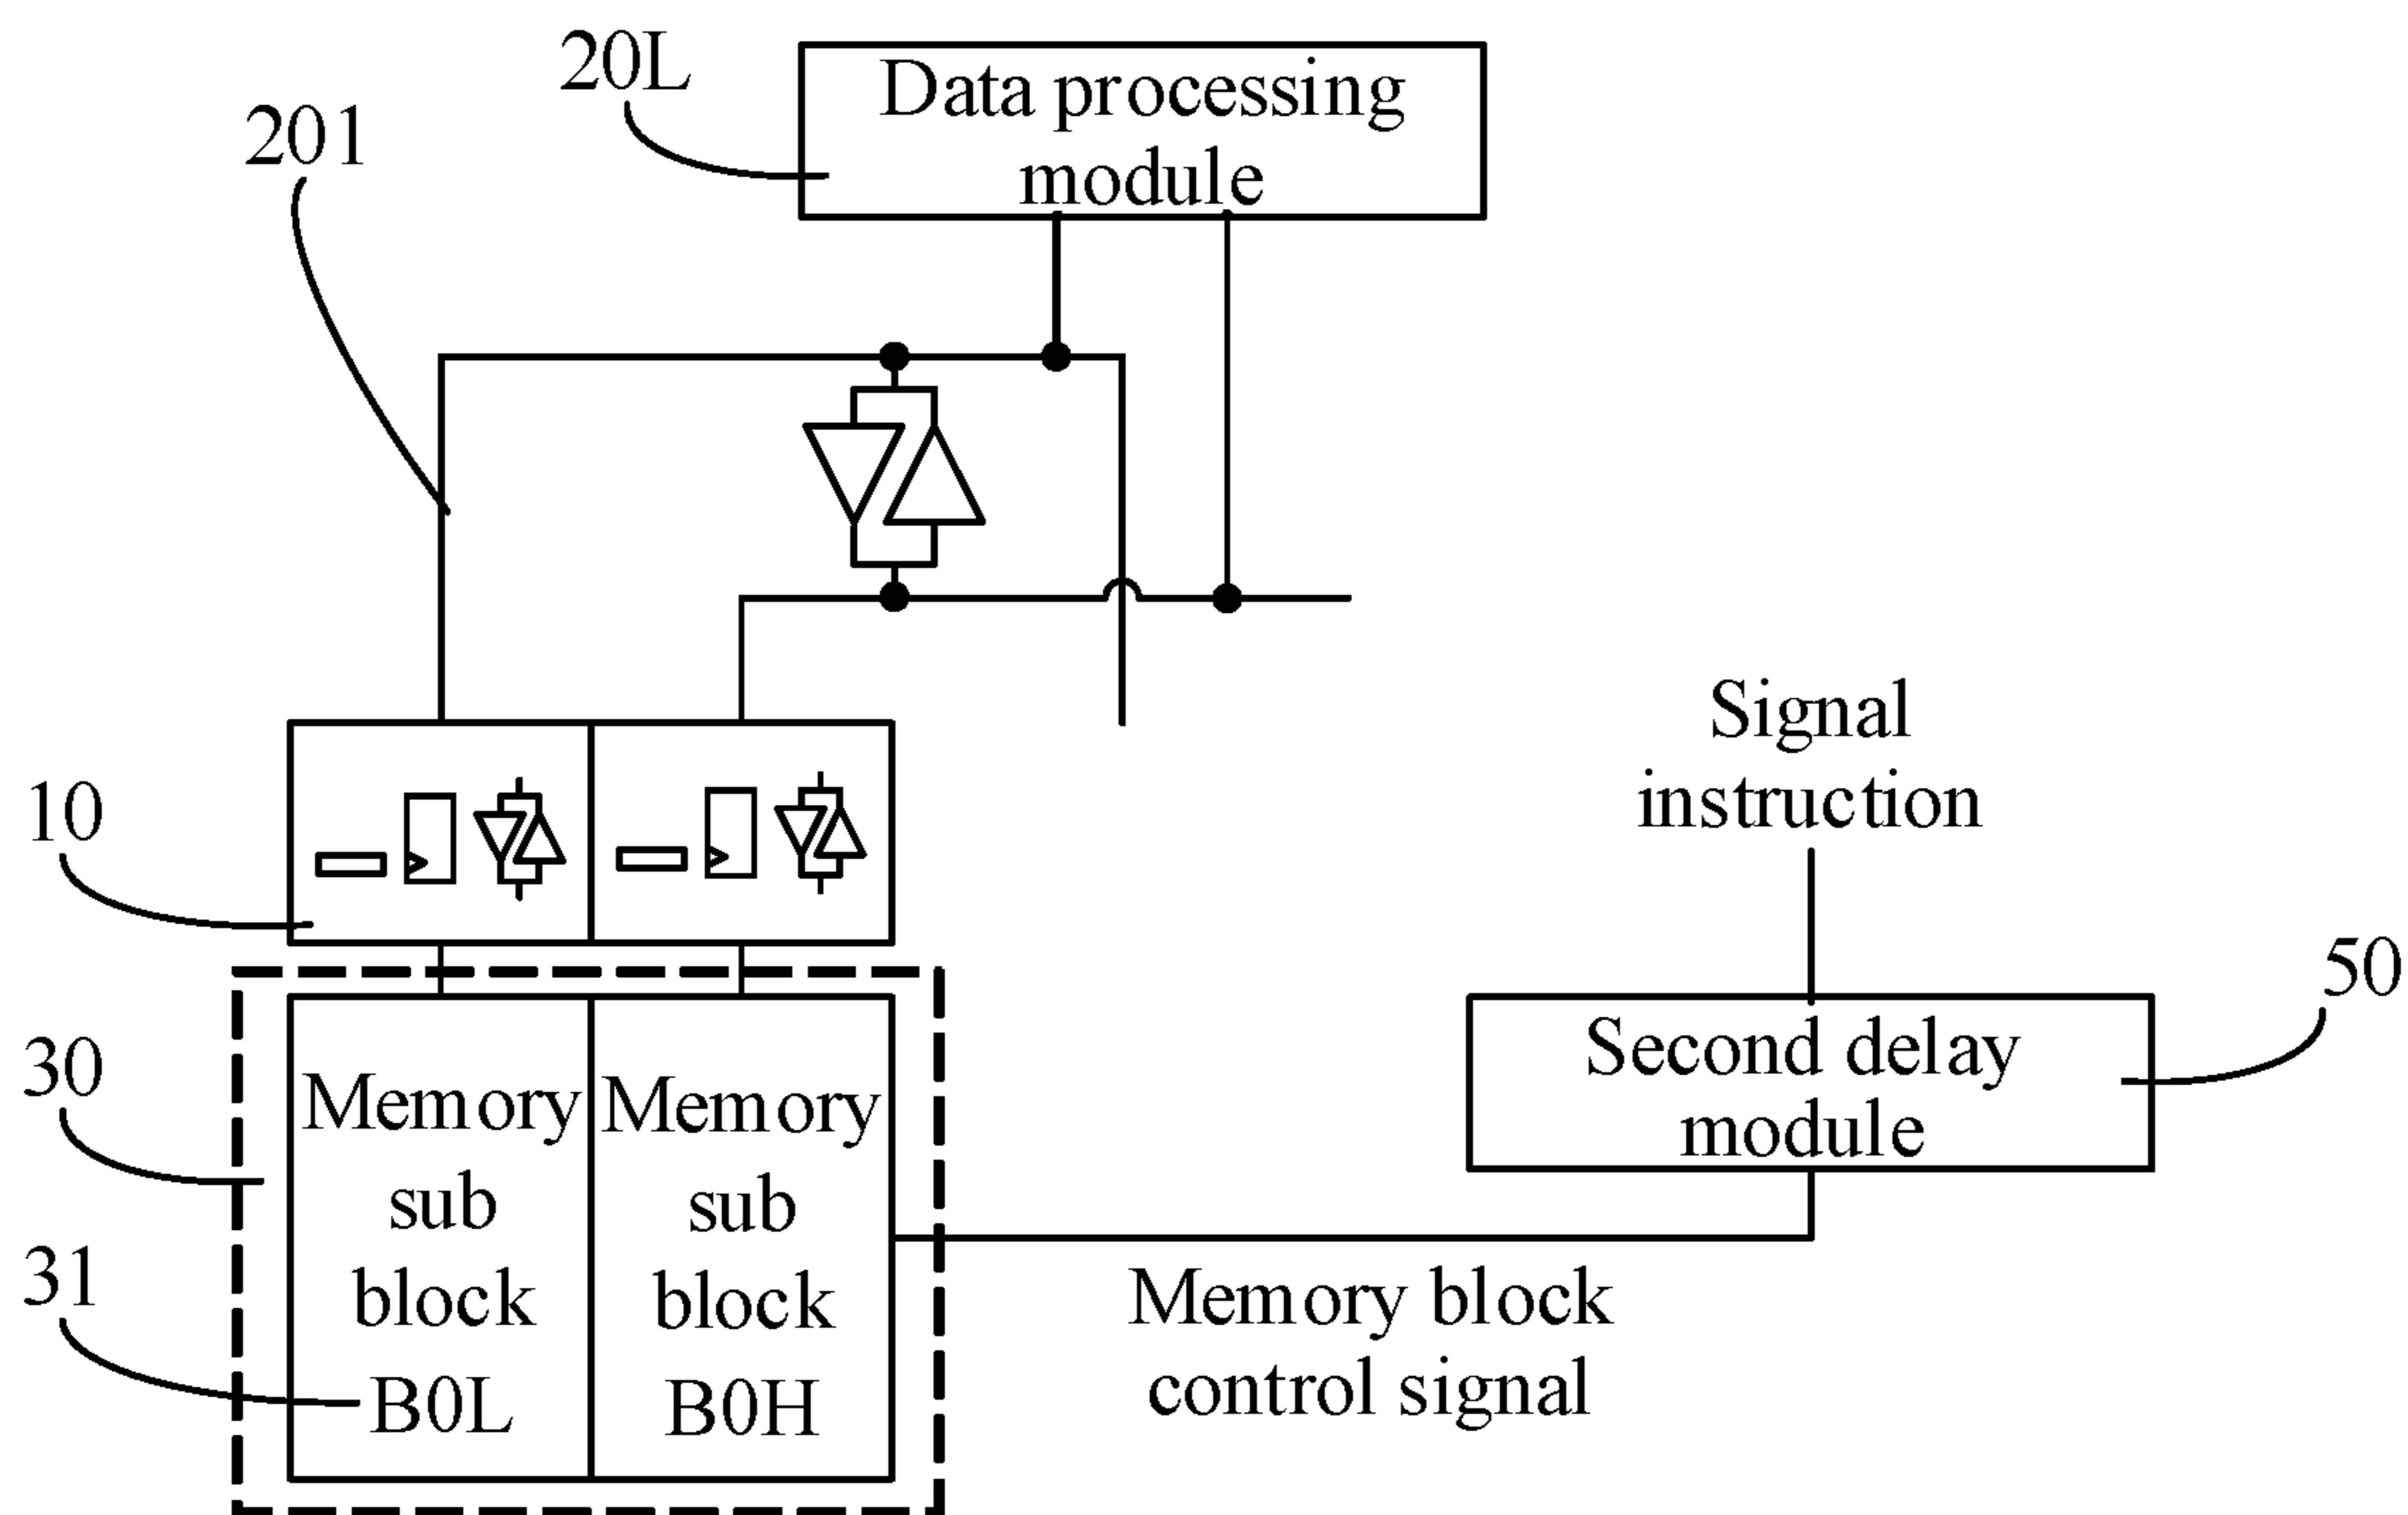 20L
Data processing
module
201
Signal
instruction
10
50
Second delay
module
30
Memory
sub
block
B0L
Memory
sub
block
B0H
31
Memory block
control signal